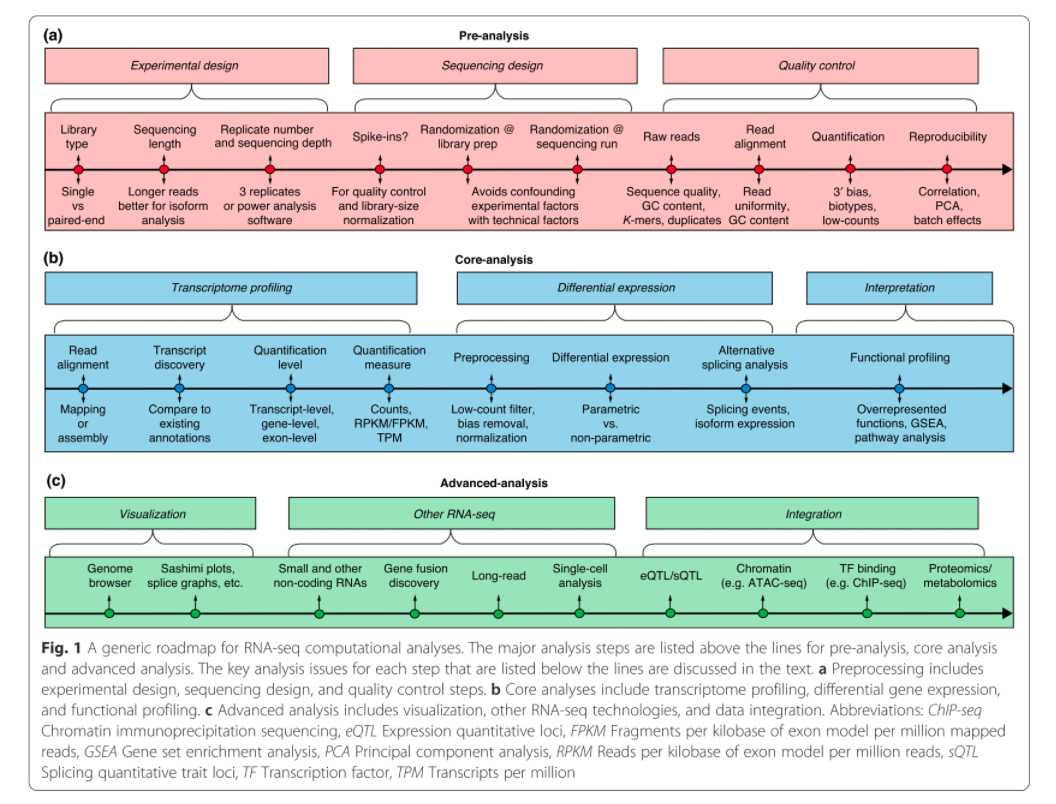 (a)
Pre-analysis
Experimental design
Sequencing design
Quality control
Library
type
Sequencing
length
Replicate number
and sequencing depth
Spike-ins?
Randomization @
library prep
Randomization @
sequencing run
Raw reads
Read
alignment
Quantification
Reproducibility
Single
vs
paired-end
Longer reads
better for isoform
analysis
3 replicates
or power analysis
software
For quality control
and library-size
normalization
Avoids confounding
experimental factors
with technical factors
Sequence quality,
GC content,
K-mers, duplicates
Read
uniformity,
GC content
3′ bias,
biotypes,
low-counts
Correlation,
PCA,
batch effects
(b)
Core-analysis
Transcriptome profiling
Differential expression
Interpretation
Read
alignment
Transcript
discovery
Quantification
level
Quantification
measure
Preprocessing
Differential expression
Alternative
splicing analysis
Functional profiling
Mapping
or
assembly
Compare to
existing
annotations
Transcript-level,
gene-level,
exon-level
Counts,
RPKM/FPKM,
TPM
Low-count filter,
bias removal,
normalization
Parametric
vs.
non-parametric
Splicing events,
isoform expression
Overrepresented
functions, GSEA,
pathway analysis
(c)
Advanced-analysis
Visualization
Other RNA-seq
Integration
Genome
browser
Sashimi plots,
splice graphs, etc.
Small and other
non-coding RNAs
Gene fusion
discovery
Long-read
Single-cell
analysis
eQTL/sQTL
Chromatin
(e.g. ATAC-seq)
TF binding
(e.g. ChIP-seq)
Proteomics/
metabolomics
Fig. 1 A generic roadmap for RNA-seq computational analyses. The major analysis steps are listed above the lines for pre-analysis, core analysis
and advanced analysis. The key analysis issues for each step that are listed below the lines are discussed in the text. a Preprocessing includes
experimental design, sequencing design, and quality control steps. b Core analyses include transcriptome profiling, differential gene expression,
and functional profiling. c Advanced analysis includes visualization, other RNA-seq technologies, and data integration. Abbreviations: ChIP-seq
Chromatin immunoprecipitation sequencing, eQTL Expression quantitative loci, FPKM Fragments per kilobase of exon model per million mapped
reads, GSEA Gene set enrichment analysis, PCA Principal component analysis, RPKM Reads per kilobase of exon model per million reads, sQTL
Splicing quantitative trait loci, TF Transcription factor, TPM Transcripts per million